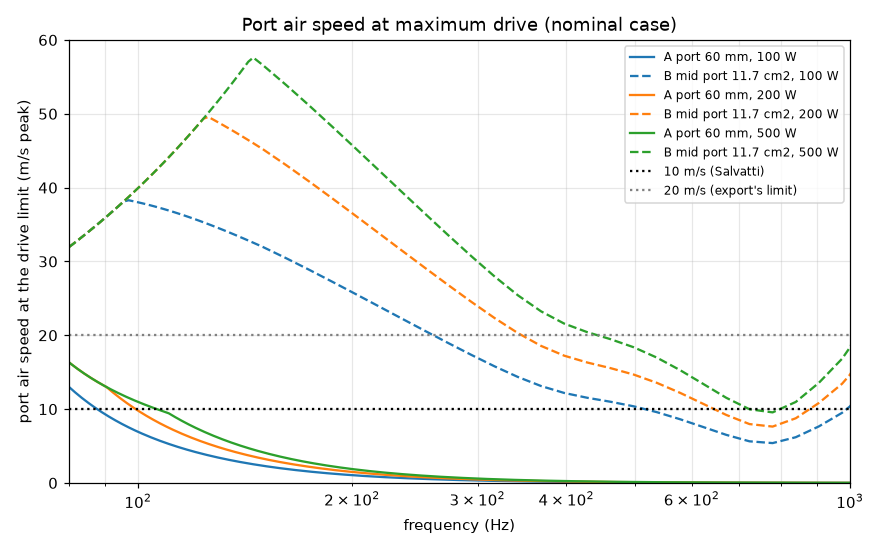 Port air speed at maximum drive (nominal case)
port air speed at the drive limit (m/s peak)
60
50
40
30
20
10
0
A port 60 mm, 100 W
B mid port 11.7 cm2, 100 W
A port 60 mm, 200 W
B mid port 11.7 cm2, 200 W
A port 60 mm, 500 W
B mid port 11.7 cm2, 500 W
10 m/s (Salvatti)
20 m/s (export's limit)
10² 2 × 10² 3 × 10² 4 × 10² 6 × 10² 10³
frequency (Hz)